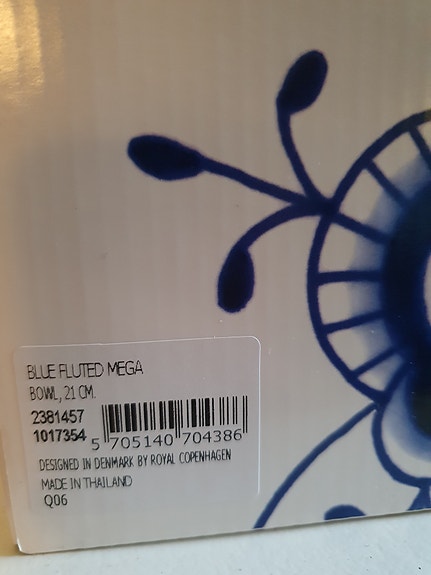 BLUE FLUTED MEGA
BOWL, 21 CM.
2381457
1017354
5 705140 704386
DESIGNED IN DENMARK BY ROYAL COPENHAGEN
MADE IN THAILAND
Q06